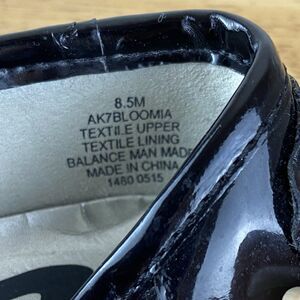 8.5M
AK7BLOOMIA
TEXTILE UPPER
TEXTILE LINING
BALANCE MAN MADE
MADE IN CHINA
1480 0515